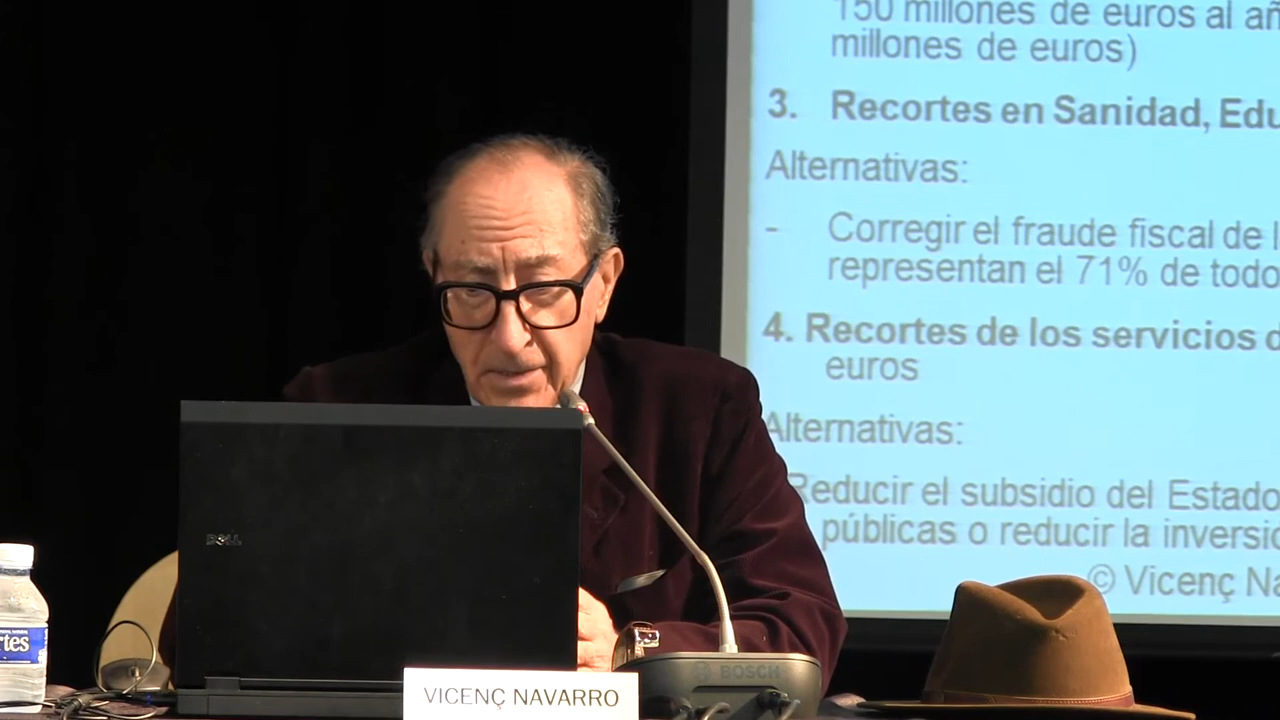 150 millones de euros al añ
millones de euros)
3. Recortes en Sanidad, Edu
Alternativas:
- Corregir el fraude fiscal de l
representan el 71% de todo
4. Recortes de los servicios d
euros
Alternativas:
Reducir el subsidio del Estado
públicas o reducir la inversió
© Vicenç Na
DELL
rtes
BOSCH
VICENÇ NAVARRO